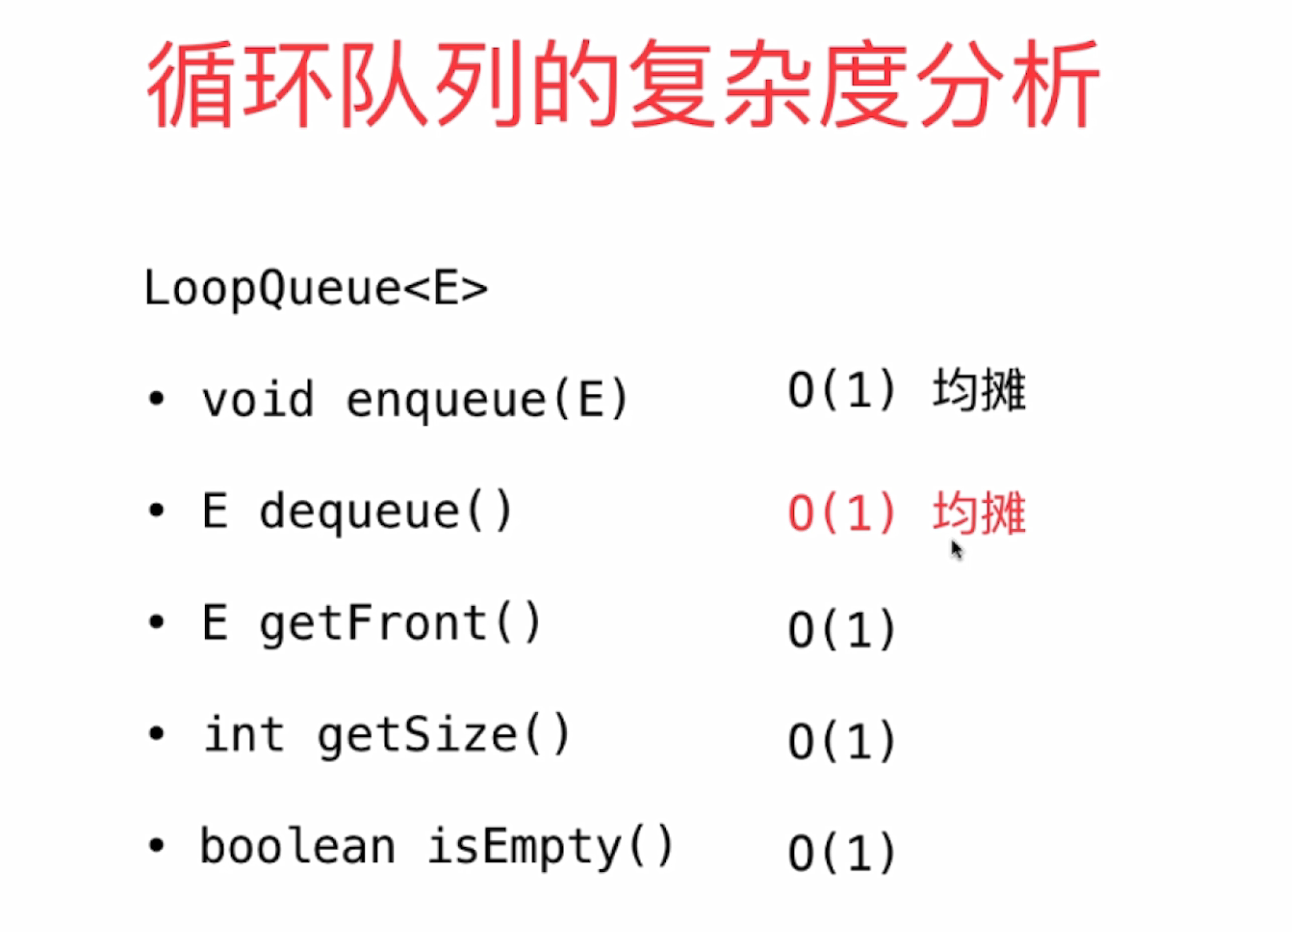 循环队列的复杂度分析
LoopQueue<E>
• void enqueue(E) O(1) 均摊
• E dequeue() O(1) 均摊
• E getFront() O(1)
• int getSize() O(1)
• boolean isEmpty() O(1)